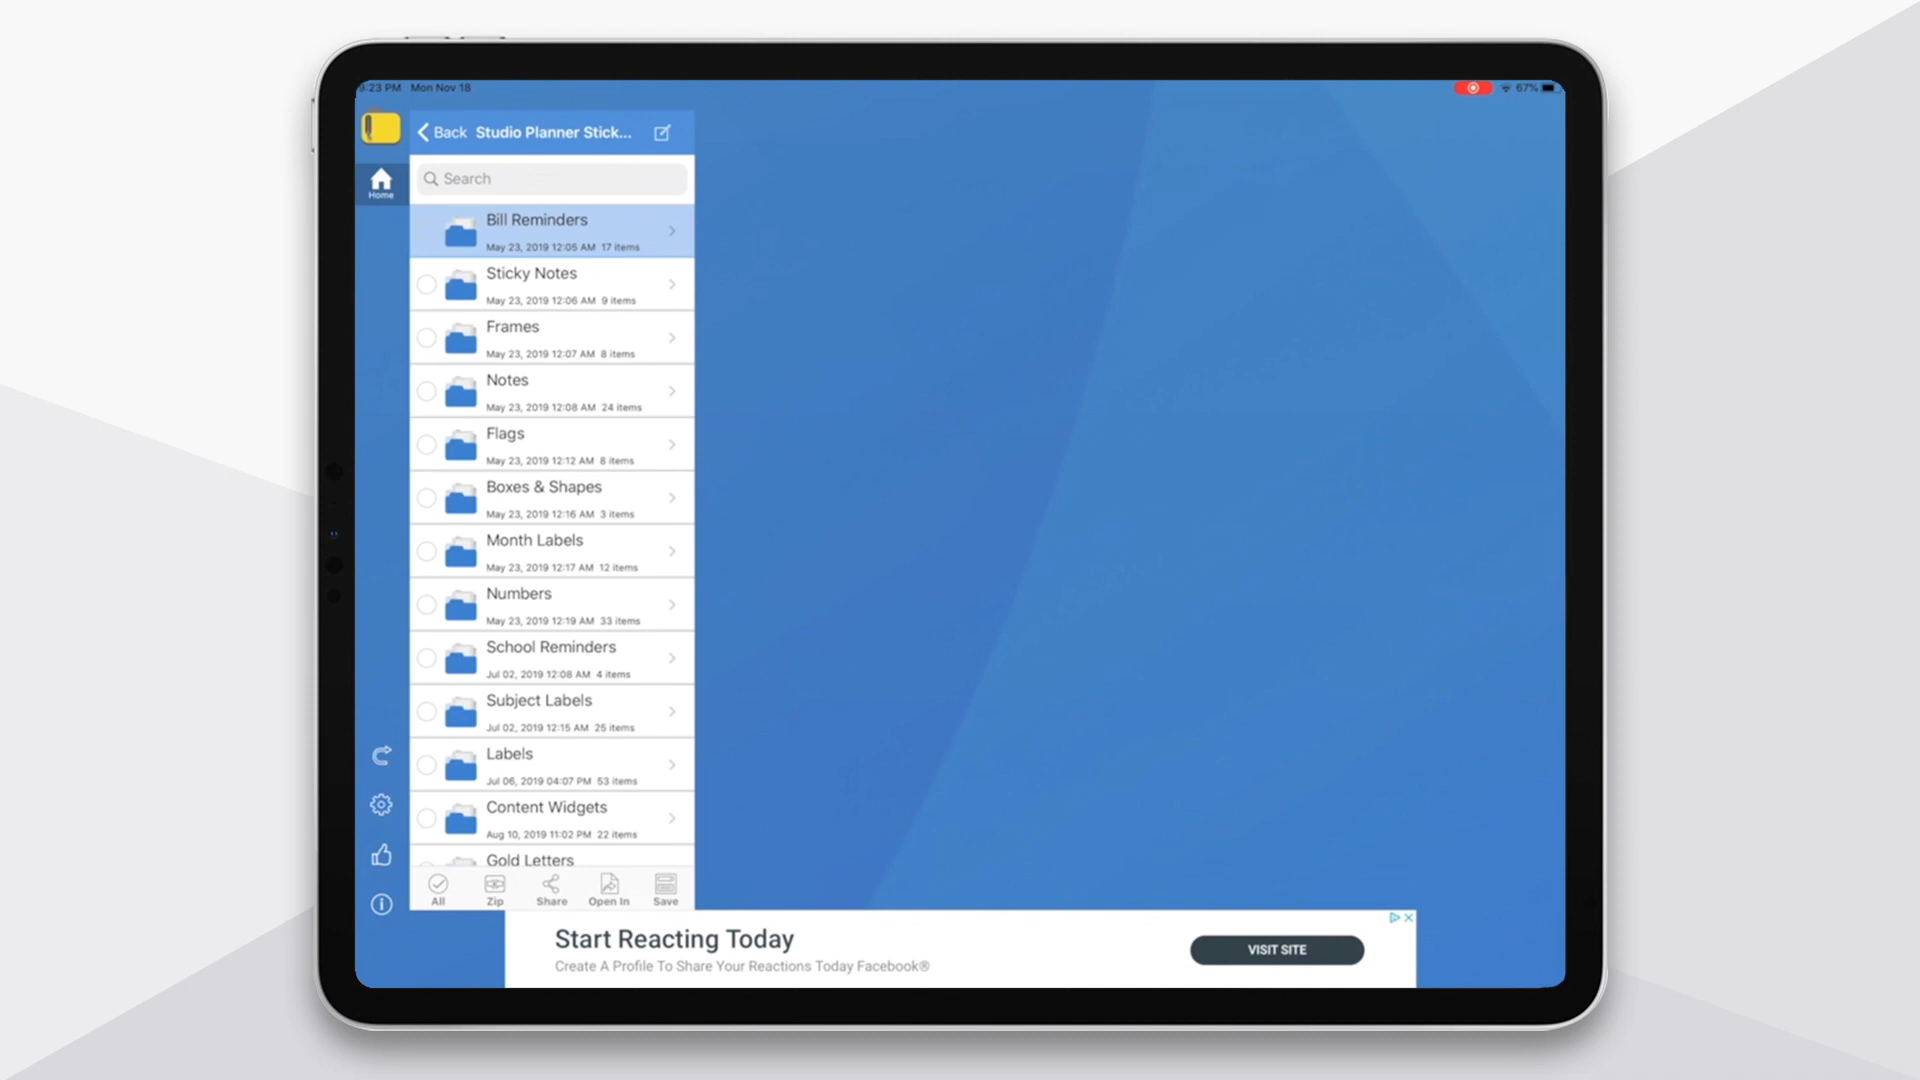 9:23 PM Mon Nov 18
67%
Back Studio Planner Stick...
Home
Search
Bill Reminders
May 23, 2019 12:05 AM 17 items
Sticky Notes
May 23, 2019 12:06 AM 9 items
Frames
May 23, 2019 12:07 AM 8 items
Notes
May 23, 2019 12:08 AM 24 items
Flags
May 23, 2019 12:12 AM 8 items
Boxes & Shapes
May 23, 2019 12:16 AM 3 items
Month Labels
May 23, 2019 12:17 AM 12 items
Numbers
May 23, 2019 12:19 AM 33 items
School Reminders
Jul 02, 2019 12:08 AM 4 items
Subject Labels
Jul 02, 2019 12:15 AM 25 items
Labels
Jul 06, 2019 04:07 PM 53 items
Content Widgets
Aug 10, 2019 11:02 PM 22 items
Gold Letters
All Zip Share Open In Save
Start Reacting Today
Create A Profile To Share Your Reactions Today Facebook®
VISIT SITE